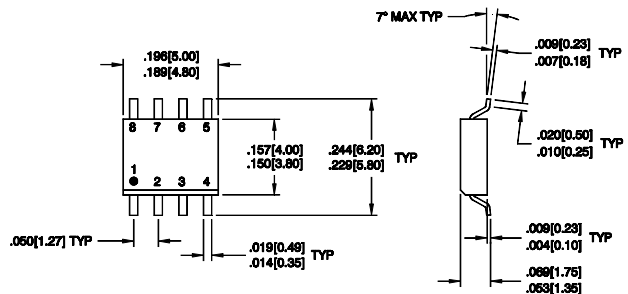 7° MAX TYP
.196[5.00]
.189[4.80]
.009[0.23]
.007[0.18] TYP
8 7 6 5
.157[4.00]
.150[3.80]
.244[6.20]
.229[5.80] TYP
.020[0.50]
.010[0.25] TYP
1
2 3 4
.050[1.27] TYP
.019[0.49]
.014[0.35] TYP
.009[0.23]
.004[0.10] TYP
.069[1.75]
.053[1.35]